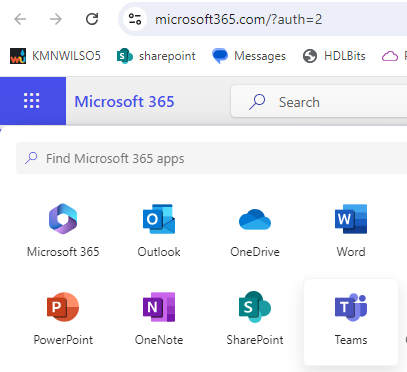 microsoft365.com/?auth=2
KMNWILSO5 sharepoint Messages HDLBits
Microsoft 365 Search
Find Microsoft 365 apps
Microsoft 365 Outlook OneDrive Word
PowerPoint OneNote SharePoint Teams